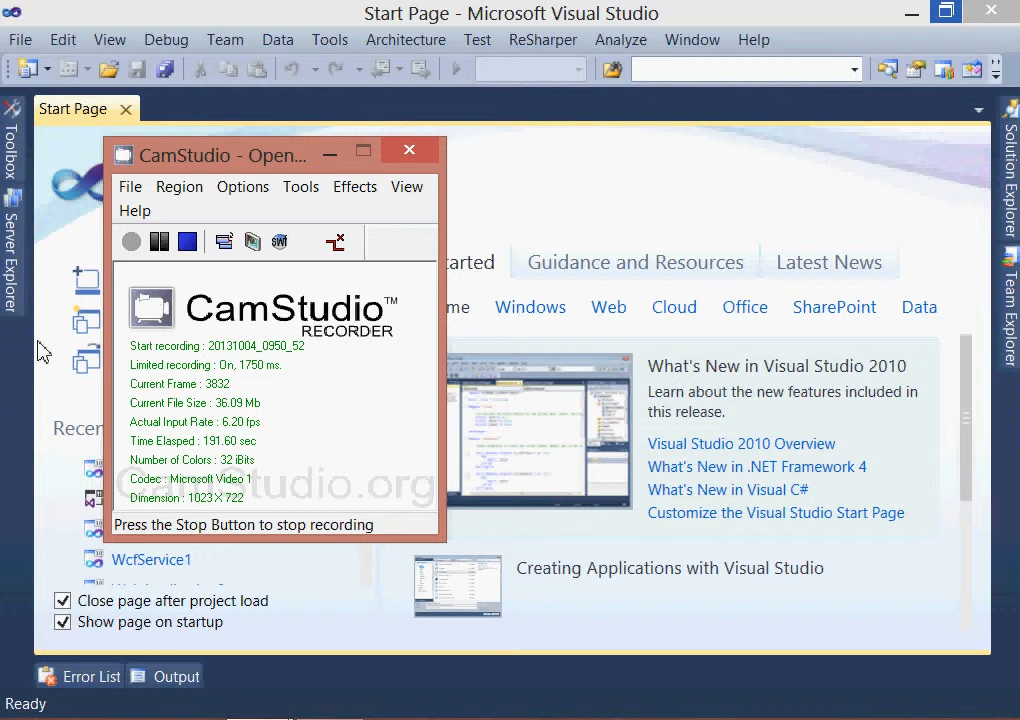 Start Page - Microsoft Visual Studio
File Edit View Debug Team Data Tools Architecture Test ReSharper Analyze Window Help
Start Page
Toolbox
Server Explorer
Solution Explorer
Team Explorer
CamStudio - Open...
File Region Options Tools Effects View
Help
CamStudio™
RECORDER
Start recording : 20131004_0950_52
Limited recording : On, 1750 ms.
Current Frame : 3832
Current File Size : 36.09 Mb
Actual Input Rate : 6.20 fps
Time Elasped : 191.60 sec
Number of Colors : 32 iBits
Codec : Microsoft Video 1
Dimension : 1023 X 722
CamStudio.org
Press the Stop Button to stop recording
arted Guidance and Resources Latest News
me Windows Web Cloud Office SharePoint Data
What's New in Visual Studio 2010
Learn about the new features included in
this release.
Visual Studio 2010 Overview
What's New in .NET Framework 4
What's New in Visual C#
Customize the Visual Studio Start Page
Creating Applications with Visual Studio
Recen
WcfService1
Close page after project load
Show page on startup
Error List Output
Ready